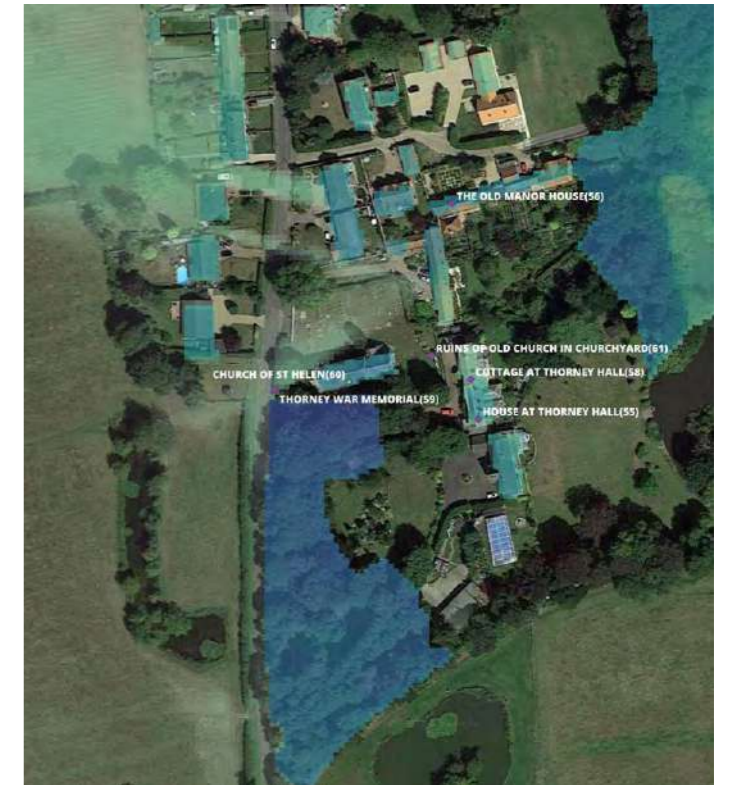 THE OLD MANOR HOUSE(56)
RUINS OF OLD CHURCH IN CHURCHYARD(61)
CHURCH OF ST HELEN(60)
COTTAGE AT THORNEY HALL(58)
THORNEY WAR MEMORIAL(59)
HOUSE AT THORNEY HALL(55)